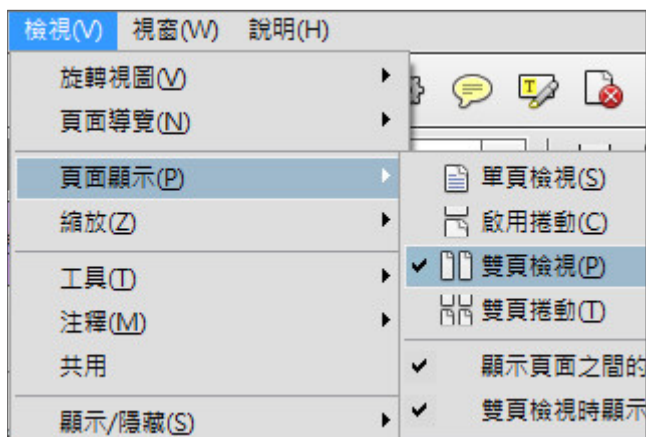 檢視(V) 視窗(W) 說明(H)
旋轉視圖(V)
頁面導覽(N)
頁面顯示(P)
縮放(Z)
工具(T)
注釋(M)
共用
顯示/隱藏(S)
單頁檢視(S)
啟用捲動(C)
雙頁檢視(P)
雙頁捲動(T)
顯示頁面之間的
雙頁檢視時顯示